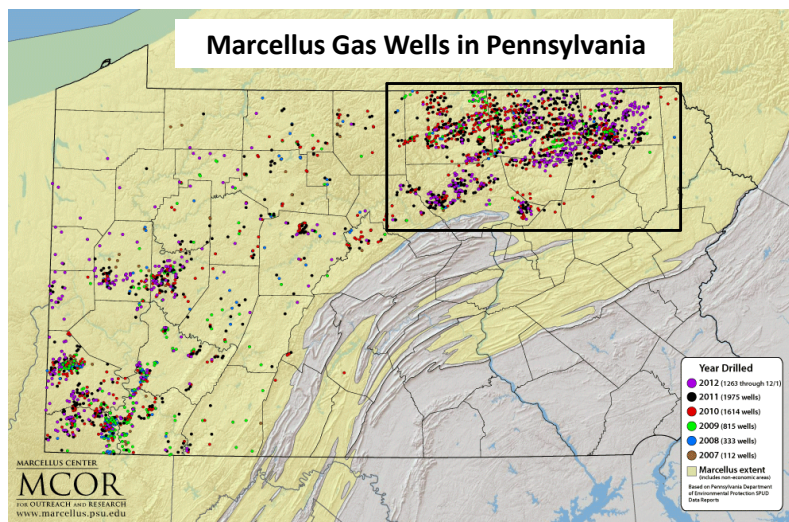 Marcellus Gas Wells in Pennsylvania
Year Drilled
2012 (1263 through 12/1)
2011 (1975 wells)
2010 (1614 wells)
2009 (815 wells)
2008 (333 wells)
2007 (112 wells)
Marcellus extent
(includes non-economic areas)
Based on Pennsylvania Department
of Environmental Protection SPUD
Data Reports
MARCELLUS CENTER
MCOR
FOR OUTREACH AND RESEARCH
www.marcellus.psu.edu